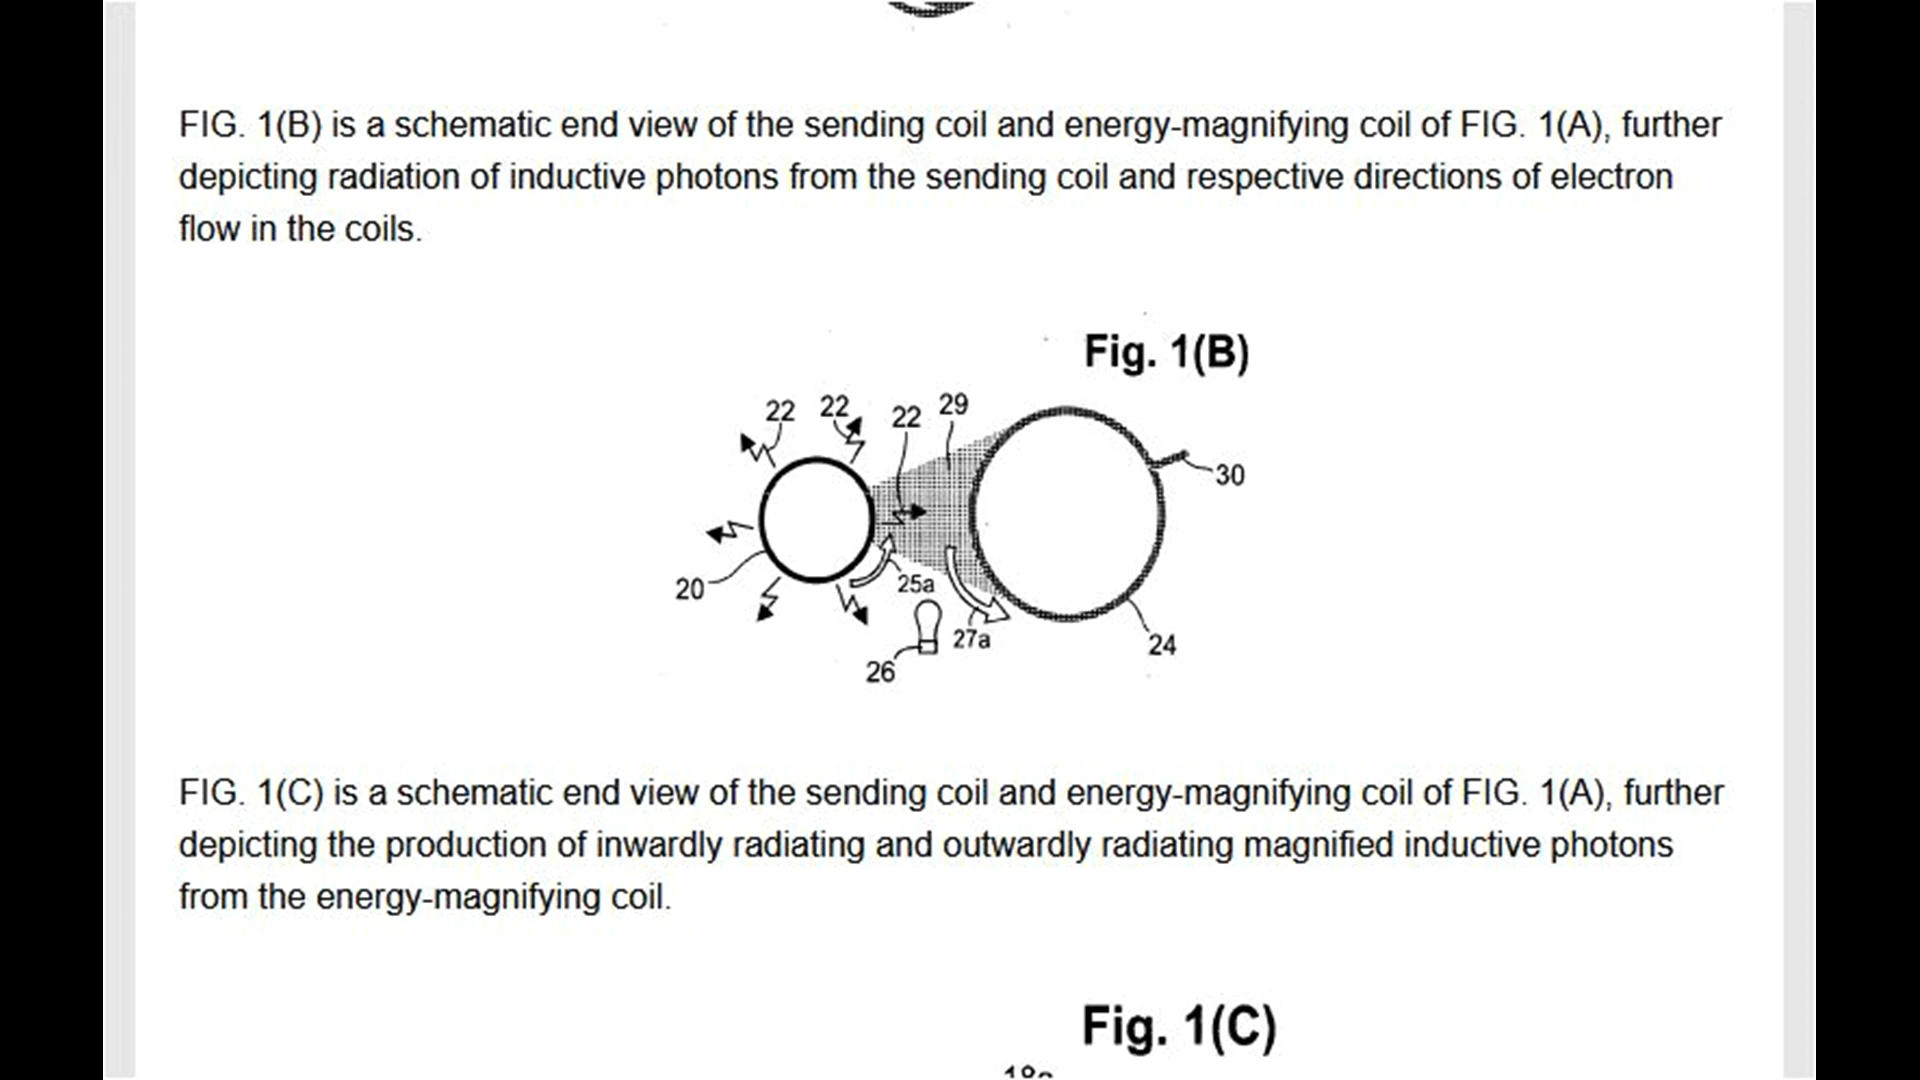 FIG. 1(B) is a schematic end view of the sending coil and energy-magnifying coil of FIG. 1(A), further
depicting radiation of inductive photons from the sending coil and respective directions of electron
flow in the coils.
Fig. 1(B)
22 22 22 29
30
20
25a
27a
24
26
FIG. 1(C) is a schematic end view of the sending coil and energy-magnifying coil of FIG. 1(A), further
depicting the production of inwardly radiating and outwardly radiating magnified inductive photons
from the energy-magnifying coil.
Fig. 1(C)